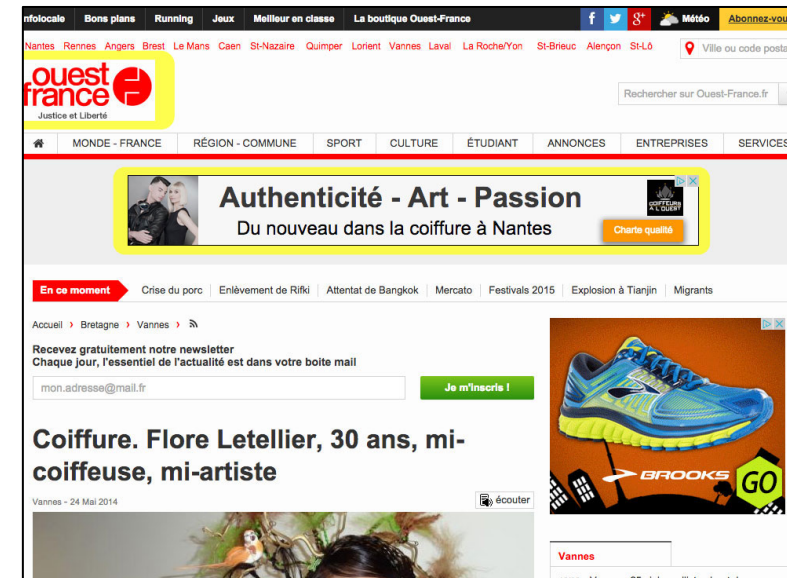 nfolocale Bons plans Running Jeux Meilleur en classe La boutique Ouest-France f g+ Météo Abonnez-vou
Nantes Rennes Angers Brest Le Mans Caen St-Nazaire Quimper Lorient Vannes Laval La Roche/Yon St-Brieuc Alençon St-Lô Ville ou code posta
ouest
france
Justice et Liberté
Rechercher sur Ouest-France.fr
MONDE - FRANCE RÉGION - COMMUNE SPORT CULTURE ÉTUDIANT ANNONCES ENTREPRISES SERVICES
Authenticité - Art - Passion
Du nouveau dans la coiffure à Nantes
COIFFEURS
A L'OUEST
Charte qualité
En ce moment Crise du porc Enlèvement de Rifki Attentat de Bangkok Mercato Festivals 2015 Explosion à Tianjin Migrants
Accueil Bretagne Vannes
Recevez gratuitement notre newsletter
Chaque jour, l'essentiel de l'actualité est dans votre boite mail
mon.adresse@mail.fr Je m'inscris !
Coiffure. Flore Letellier, 30 ans, mi-
coiffeuse, mi-artiste
Vannes - 24 Mai 2014 écouter
BROOKS
GO
Vannes